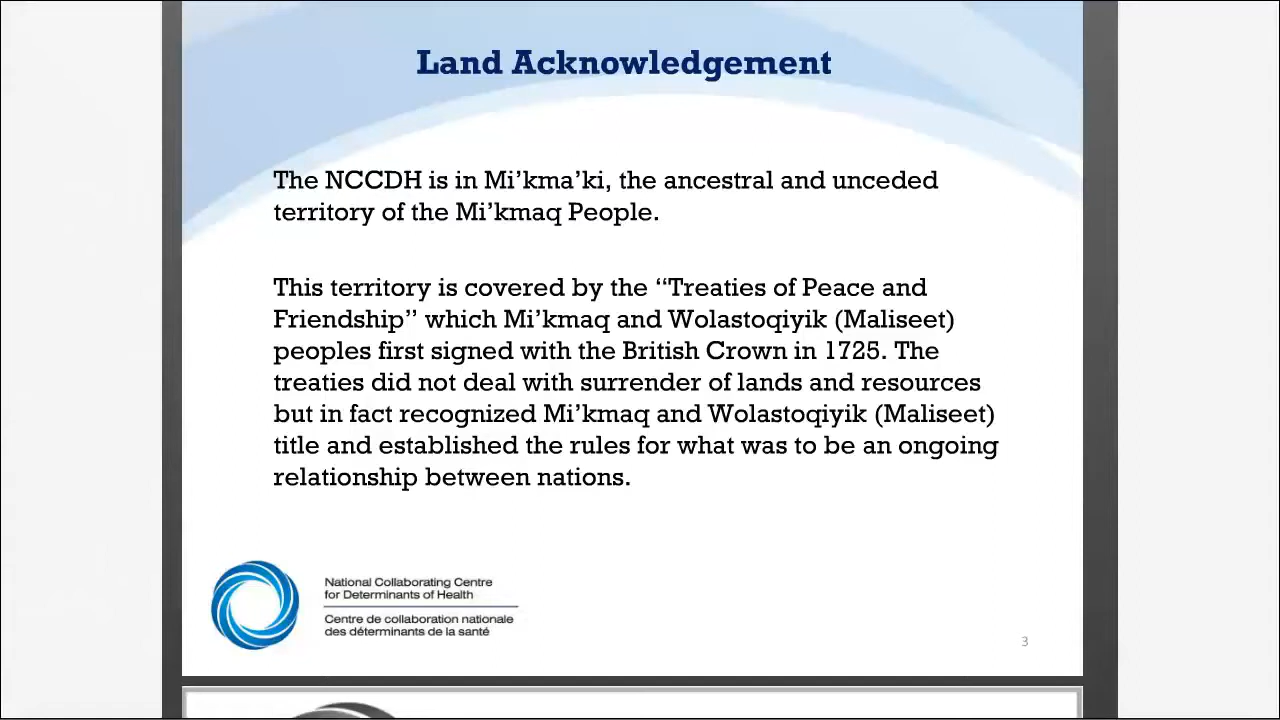 Land Acknowledgement
The NCCDH is in Mi’kma’ki, the ancestral and unceded
territory of the Mi’kmaq People.
This territory is covered by the “Treaties of Peace and
Friendship” which Mi’kmaq and Wolastoqiyik (Maliseet)
peoples first signed with the British Crown in 1725. The
treaties did not deal with surrender of lands and resources
but in fact recognized Mi’kmaq and Wolastoqiyik (Maliseet)
title and established the rules for what was to be an ongoing
relationship between nations.
National Collaborating Centre
for Determinants of Health
Centre de collaboration nationale
des déterminants de la santé
3